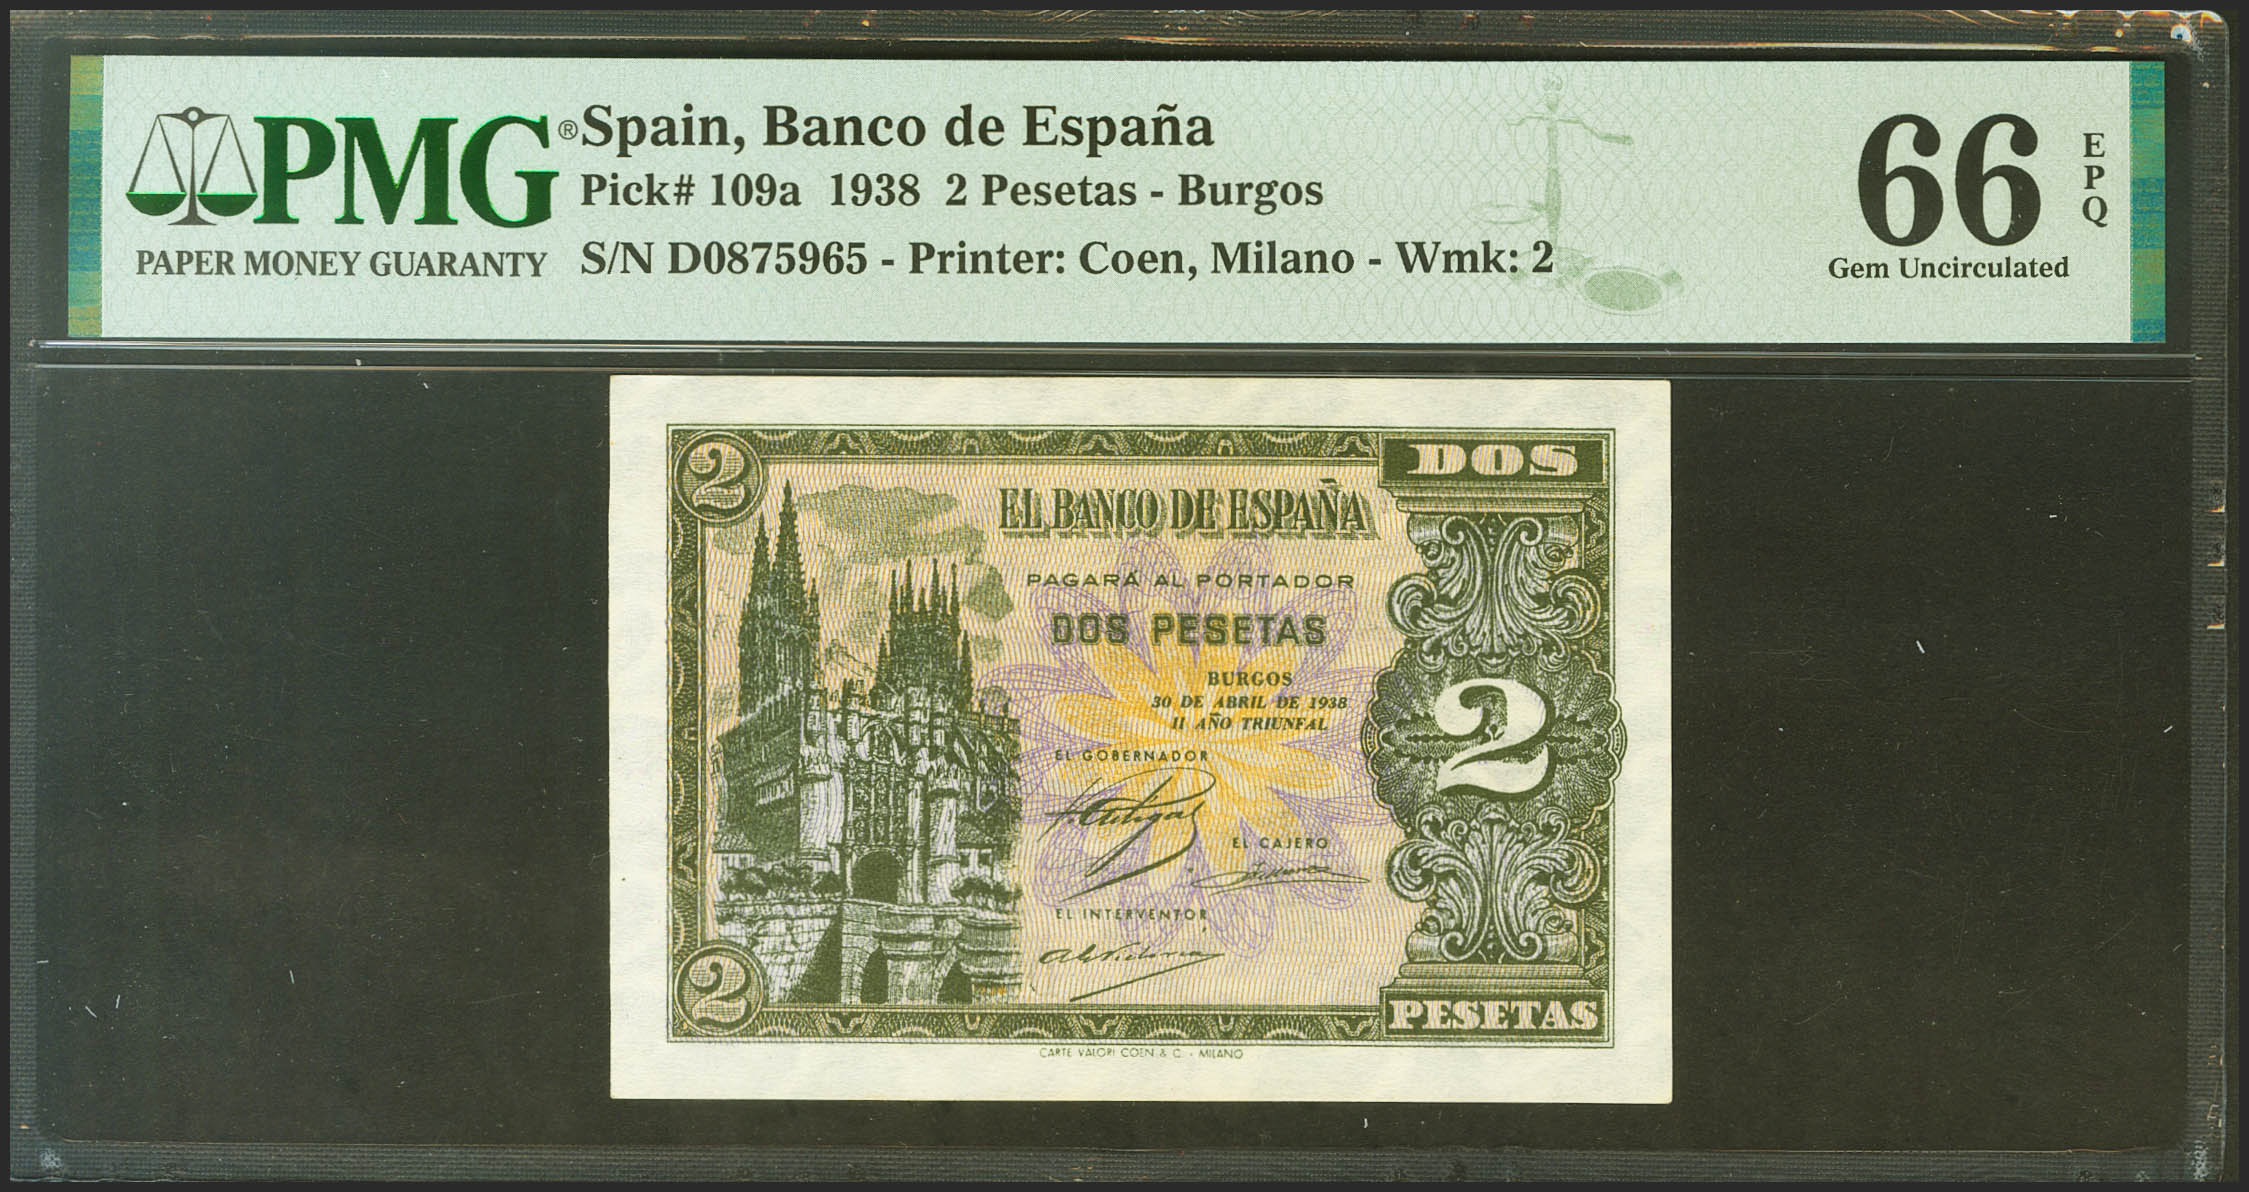 PMG®
PAPER MONEY GUARANTY
Spain, Banco de España
Pick# 109a 1938 2 Pesetas - Burgos
S/N D0875965 - Printer: Coen, Milano - Wmk: 2
66
EPQ
Gem Uncirculated
2
DOS
EL BANCO DE ESPAÑA
PAGARÁ AL PORTADOR
DOS PESETAS
BURGOS
30 DE ABRIL DE 1938
II AÑO TRIUNFAL
2
EL GOBERNADOR
EL CAJERO
EL INTERVENTOR
2
PESETAS
CARTE VALORI COEN & C. - MILANO